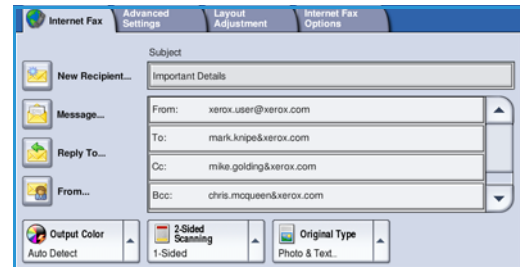 Internet Fax
Advanced
Settings
Layout
Adjustment
Internet Fax
Options
Subject
New Recipient...
Important Details
Message...
From: xerox.user@xerox.com
Reply To...
To: mark.knipe&xerox.com
Cc: mike.golding&xerox.com
From...
Bcc: chris.mcqueen&xerox.com
Output Color
Auto Detect
2-Sided
Scanning
1-Sided
Original Type
Photo & Text..